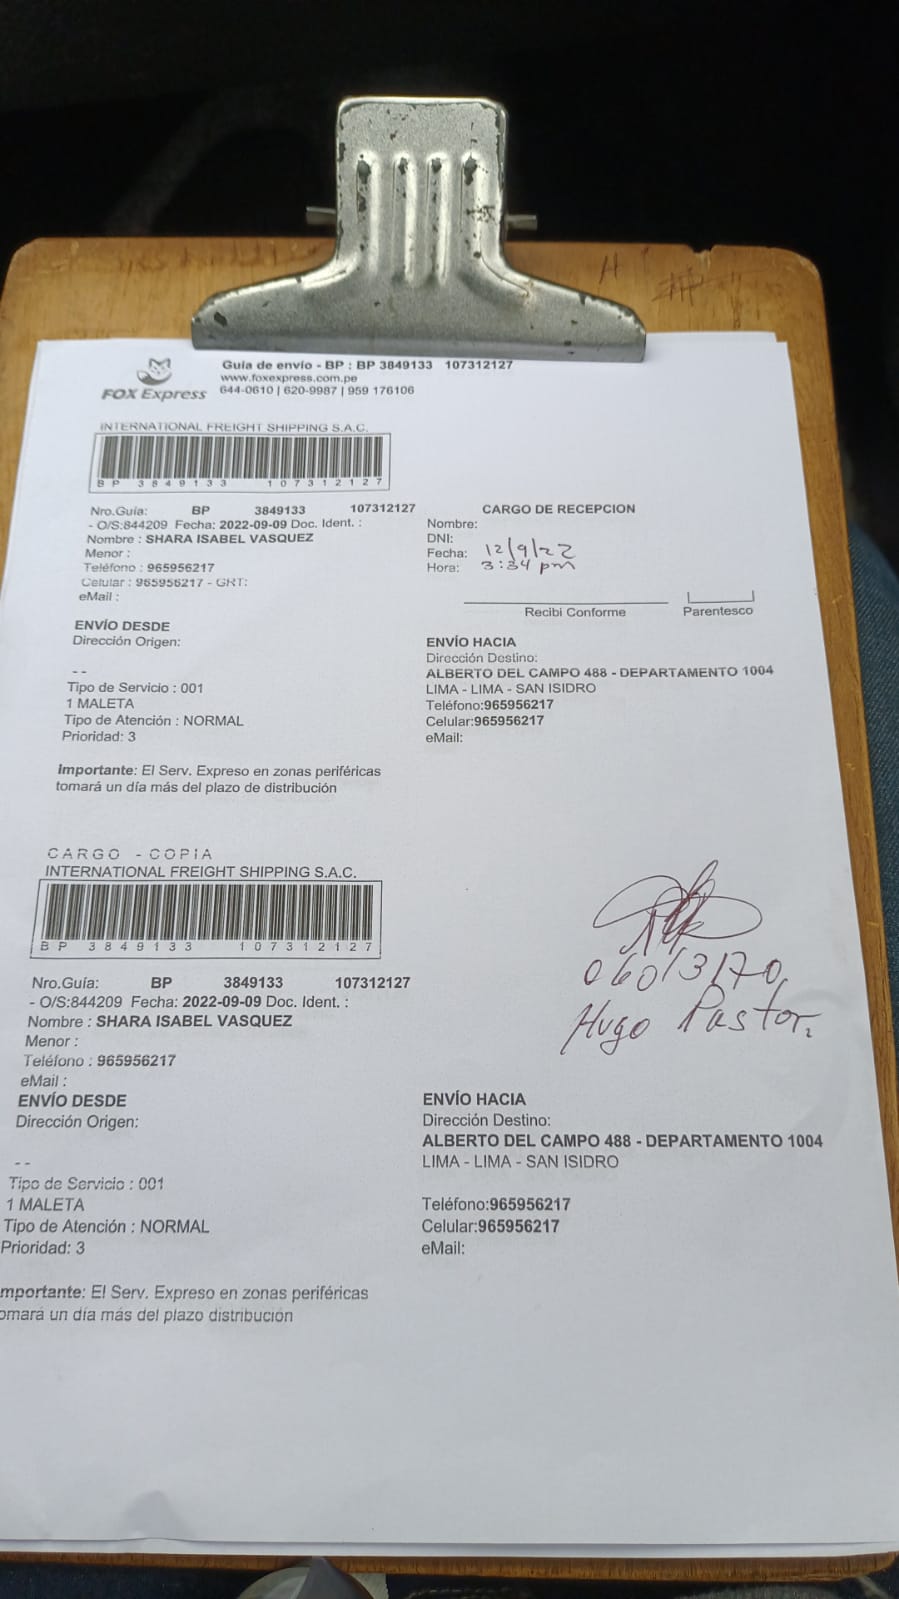 FOX Express
Guia de envío - BP : BP 3849133 107312127
www.foxexpress.com.pe
644-0610 | 620-9987 | 959 176106
INTERNATIONAL FREIGHT SHIPPING S.A.C.
BP 3849133 107312127
Nro.Guía: BP 3849133 107312127
- O/S:844209 Fecha: 2022-09-09 Doc. Ident. :
Nombre : SHARA ISABEL VASQUEZ
Menor :
Teléfono : 965956217
Celular : 965956217 - GRT:
eMail :
CARGO DE RECEPCION
Nombre:
DNI:
Fecha: 12/9/22
Hora: 3:34 pm
Recibi Conforme Parentesco
ENVÍO DESDE
Dirección Origen:
--
Tipo de Servicio : 001
1 MALETA
Tipo de Atención : NORMAL
Prioridad: 3
ENVÍO HACIA
Dirección Destino:
ALBERTO DEL CAMPO 488 - DEPARTAMENTO 1004
LIMA - LIMA - SAN ISIDRO
Teléfono:965956217
Celular:965956217
eMail:
Importante: El Serv. Expreso en zonas periféricas
tomará un día más del plazo de distribución
CARGO - COPIA
INTERNATIONAL FREIGHT SHIPPING S.A.C.
BP 3849133 107312127
Nro.Guía: BP 3849133 107312127
- O/S:844209 Fecha: 2022-09-09 Doc. Ident. :
Nombre : SHARA ISABEL VASQUEZ
Menor :
Teléfono : 965956217
eMail :
06013170
Hugo Pastor
ENVÍO DESDE
Dirección Origen:
--
Tipo de Servicio : 001
1 MALETA
Tipo de Atención : NORMAL
Prioridad: 3
ENVÍO HACIA
Dirección Destino:
ALBERTO DEL CAMPO 488 - DEPARTAMENTO 1004
LIMA - LIMA - SAN ISIDRO
Teléfono:965956217
Celular:965956217
eMail:
mportante: El Serv. Expreso en zonas periféricas
omará un día más del plazo distribución